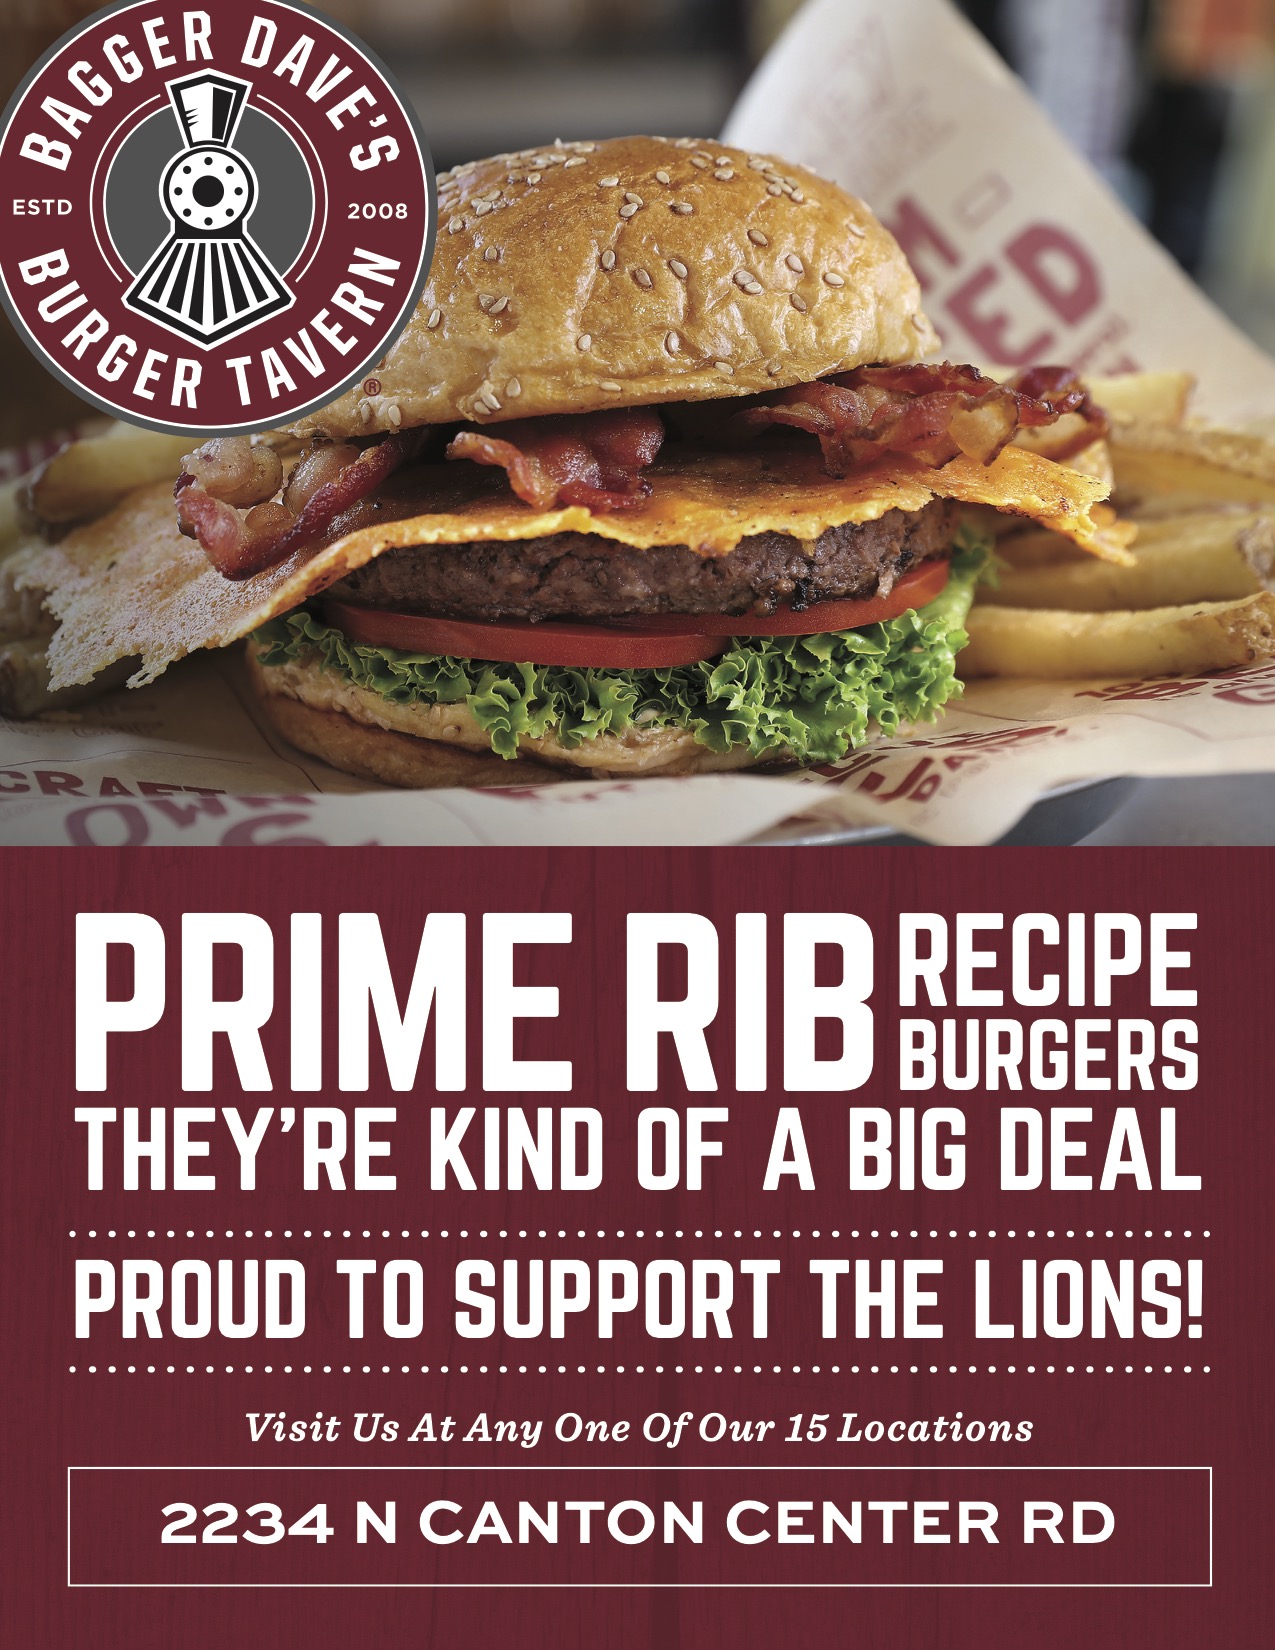 BAGGER DAVE'S
ESTD 2008
BURGER TAVERN
®
CRAFT
PRIME RIB RECIPE
BURGERS
THEY'RE KIND OF A BIG DEAL
PROUD TO SUPPORT THE LIONS!
Visit Us At Any One Of Our 15 Locations
2234 N CANTON CENTER RD